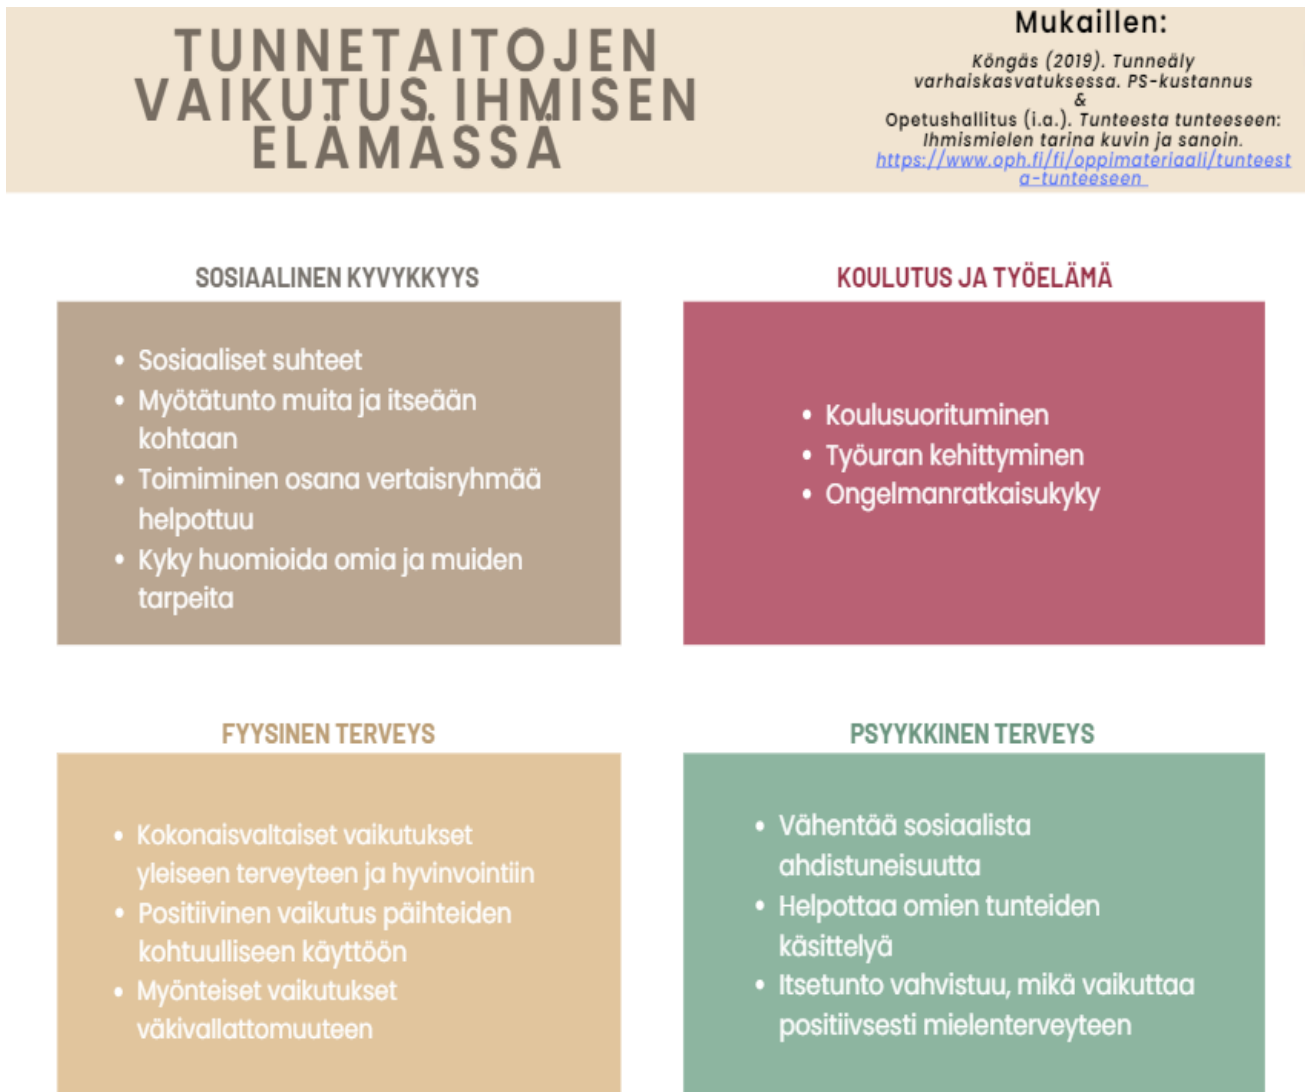 TUNNETAITOJEN
VAIKUTUS IHMISEN
ELÄMÄSSÄ
Mukaillen:
Köngäs (2019). Tunneäly
varhaiskasvatuksessa. PS-kustannus
&
Opetushallitus (i.a.). Tunteesta tunteeseen:
Ihmismielen tarina kuvin ja sanoin.
https://www.oph.fi/fi/oppimateriaali/tunteest
a-tunteeseen
SOSIAALINEN KYVYKKYYS
• Sosiaaliset suhteet
• Myötätunto muita ja itseään
kohtaan
• Toimiminen osana vertaisryhmää
helpottuu
• Kyky huomioida omia ja muiden
tarpeita
KOULUTUS JA TYÖELÄMÄ
• Koulusuorituminen
• Työuran kehittyminen
• Ongelmanratkaisukyky
FYYSINEN TERVEYS
• Kokonaisvaltaiset vaikutukset
yleiseen terveyteen ja hyvinvointiin
• Positiivinen vaikutus päihteiden
kohtuulliseen käyttöön
• Myönteiset vaikutukset
väkivallattomuuteen
PSYYKKINEN TERVEYS
• Vähentää sosiaalista
ahdistuneisuutta
• Helpottaa omien tunteiden
käsittelyä
• Itsetunto vahvistuu, mikä vaikuttaa
positiivsesti mielenterveyteen